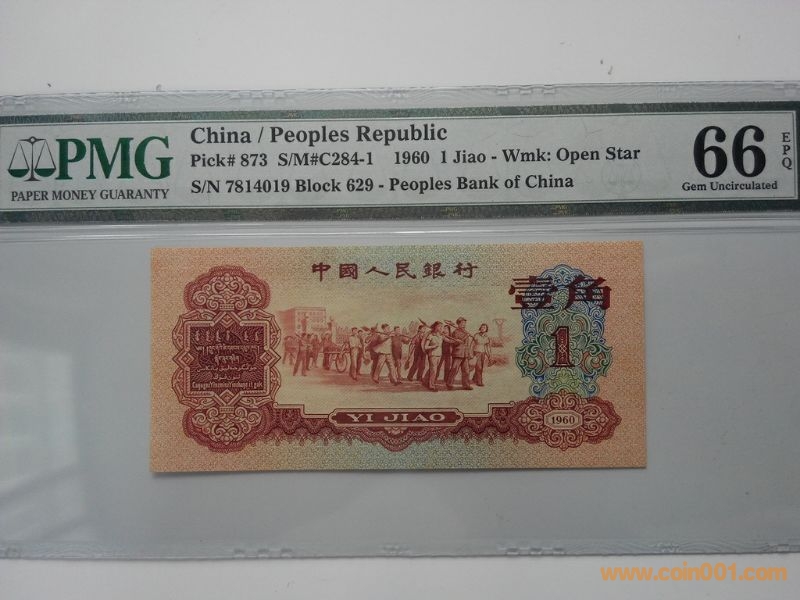 PMG
PAPER MONEY GUARANTY
China / Peoples Republic
Pick# 873 S/M#C284-1 1960 1 Jiao - Wmk: Open Star
S/N 7814019 Block 629 - Peoples Bank of China
66
EPQ
Gem Uncirculated
中國人民銀行
壹角
1
YI JIAO
1960
www.coin001.com